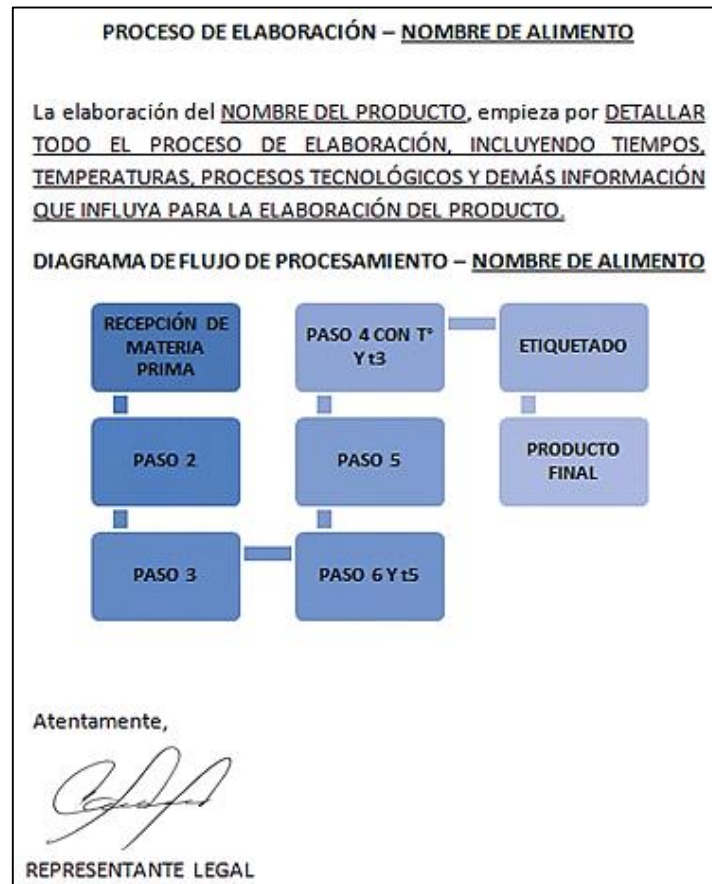 PROCESO DE ELABORACIÓN – NOMBRE DE ALIMENTO
La elaboración del NOMBRE DEL PRODUCTO, empieza por DETALLAR
TODO EL PROCESO DE ELABORACIÓN, INCLUYENDO TIEMPOS,
TEMPERATURAS, PROCESOS TECNOLÓGICOS Y DEMÁS INFORMACIÓN
QUE INFLUYA PARA LA ELABORACIÓN DEL PRODUCTO.
DIAGRAMA DE FLUJO DE PROCESAMIENTO – NOMBRE DE ALIMENTO
RECEPCIÓN DE
MATERIA
PRIMA
PASO 2
PASO 3
PASO 4 CON T°
Y t3
PASO 5
PASO 6 Y t5
ETIQUETADO
PRODUCTO
FINAL
Atentamente,
REPRESENTANTE LEGAL